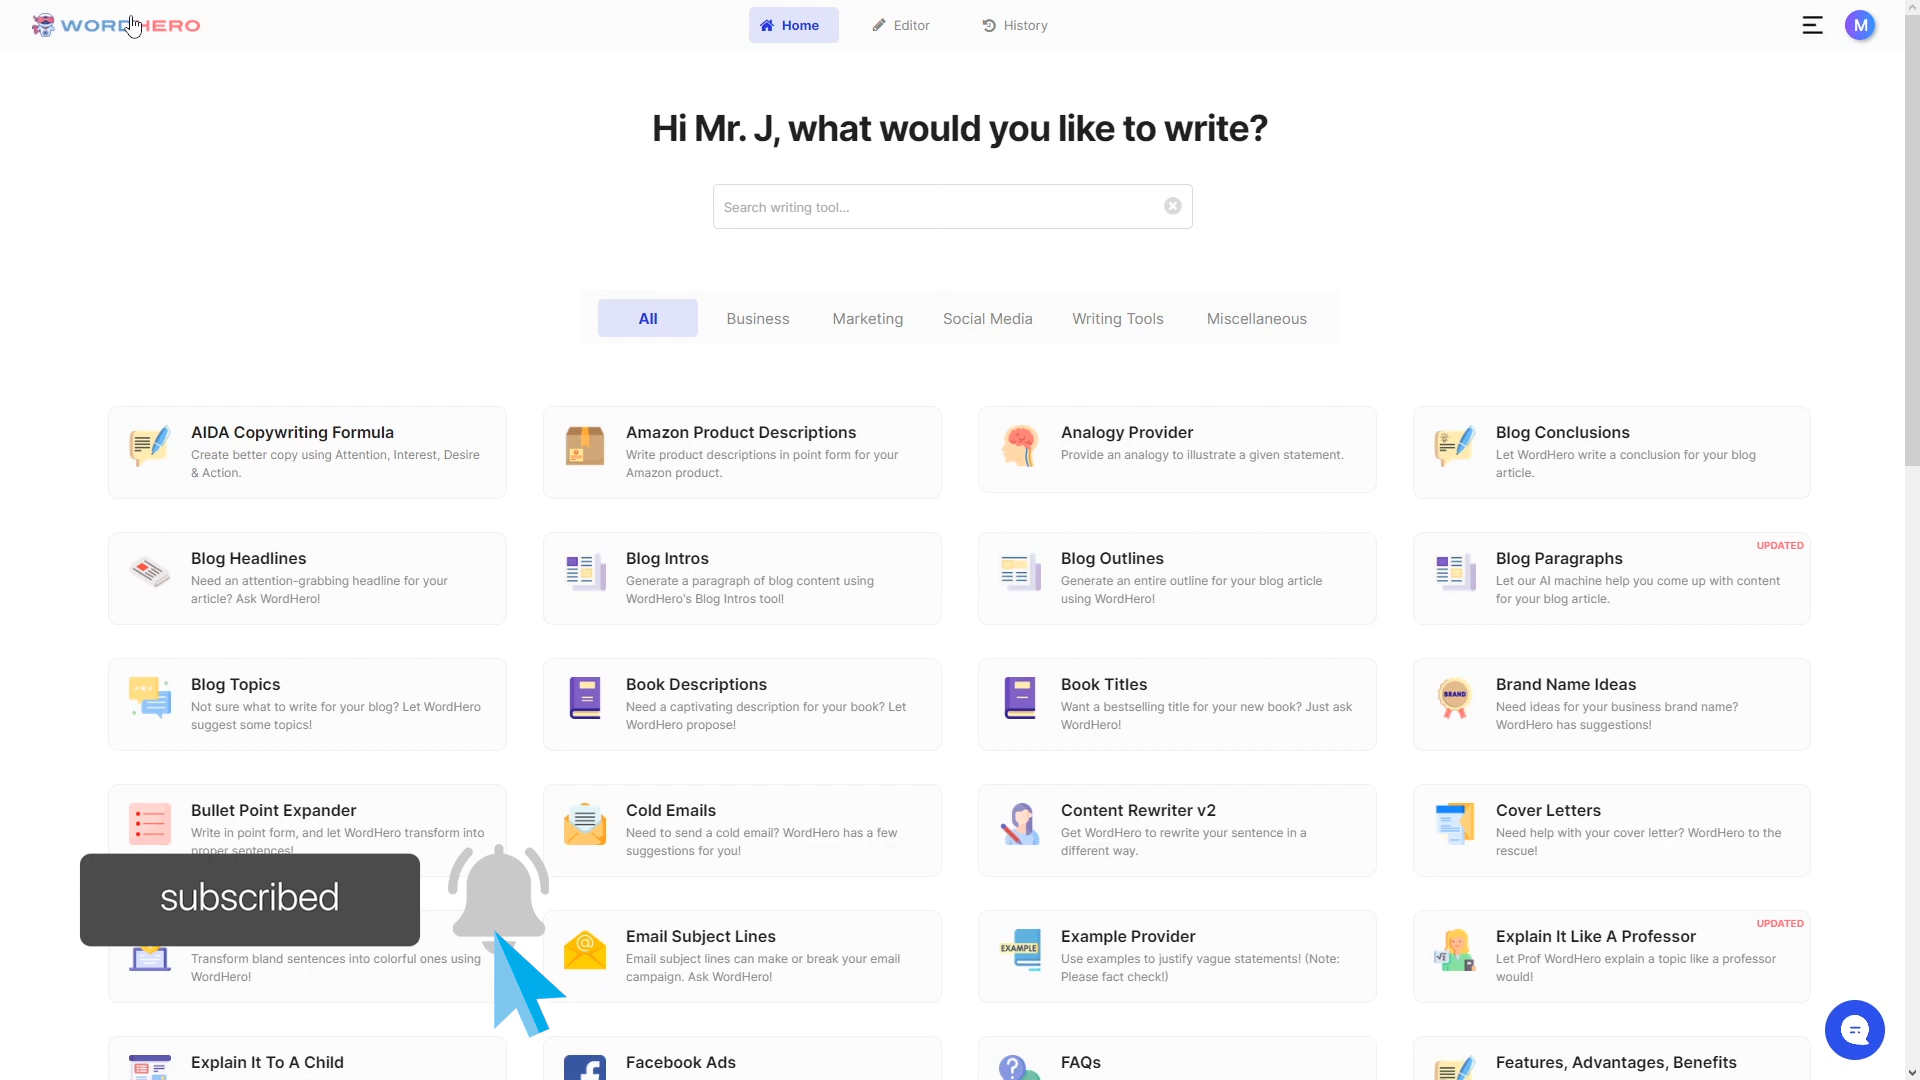 WORDHERO
Home
Editor
History
M
Hi Mr. J, what would you like to write?
Search writing tool...
All
Business
Marketing
Social Media
Writing Tools
Miscellaneous
AIDA Copywriting Formula
Create better copy using Attention, Interest, Desire
& Action.
Amazon Product Descriptions
Write product descriptions in point form for your
Amazon product.
Analogy Provider
Provide an analogy to illustrate a given statement.
Blog Conclusions
Let WordHero write a conclusion for your blog
article.
Blog Headlines
Need an attention-grabbing headline for your
article? Ask WordHero!
Blog Intros
Generate a paragraph of blog content using
WordHero's Blog Intros tool!
Blog Outlines
Generate an entire outline for your blog article
using WordHero!
UPDATED
Blog Paragraphs
Let our AI machine help you come up with content
for your blog article.
Blog Topics
Not sure what to write for your blog? Let WordHero
suggest some topics!
Book Descriptions
Need a captivating description for your book? Let
WordHero propose!
Book Titles
Want a bestselling title for your new book? Just ask
WordHero!
BRAND
Brand Name Ideas
Need ideas for your business brand name?
WordHero has suggestions!
Bullet Point Expander
Write in point form, and let WordHero transform into
proper sentences!
Cold Emails
Need to send a cold email? WordHero has a few
suggestions for you!
Content Rewriter v2
Get WordHero to rewrite your sentence in a
different way.
Cover Letters
Need help with your cover letter? WordHero to the
rescue!
subscribed
Transform bland sentences into colorful ones using
WordHero!
Email Subject Lines
Email subject lines can make or break your email
campaign. Ask WordHero!
EXAMPLE
Example Provider
Use examples to justify vague statements! (Note:
Please fact check!)
UPDATED
Explain It Like A Professor
Let Prof WordHero explain a topic like a professor
would!
Explain It To A Child
Facebook Ads
FAQs
Features, Advantages, Benefits